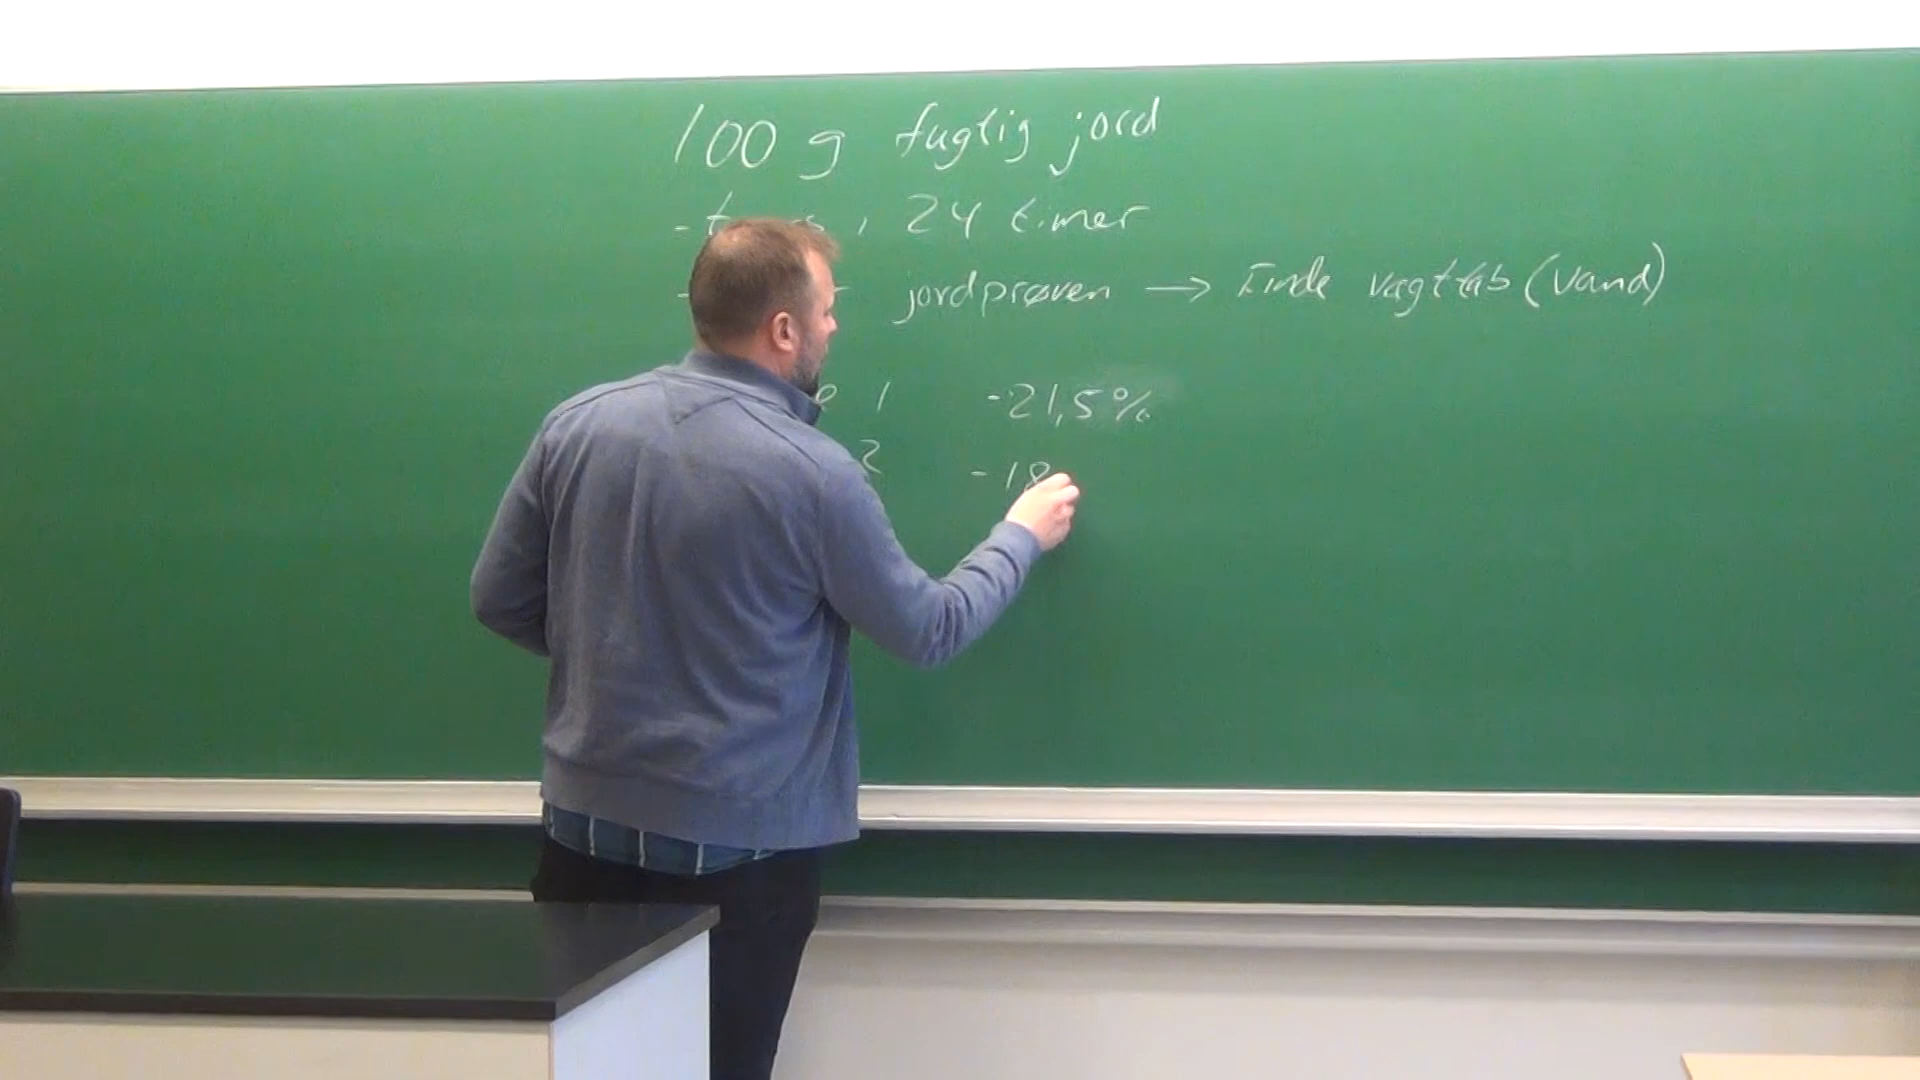 100 g fugtig jord
, 24 timer
jordprøven → Finde vægttab (vand)
1 -21,5%
2 -18